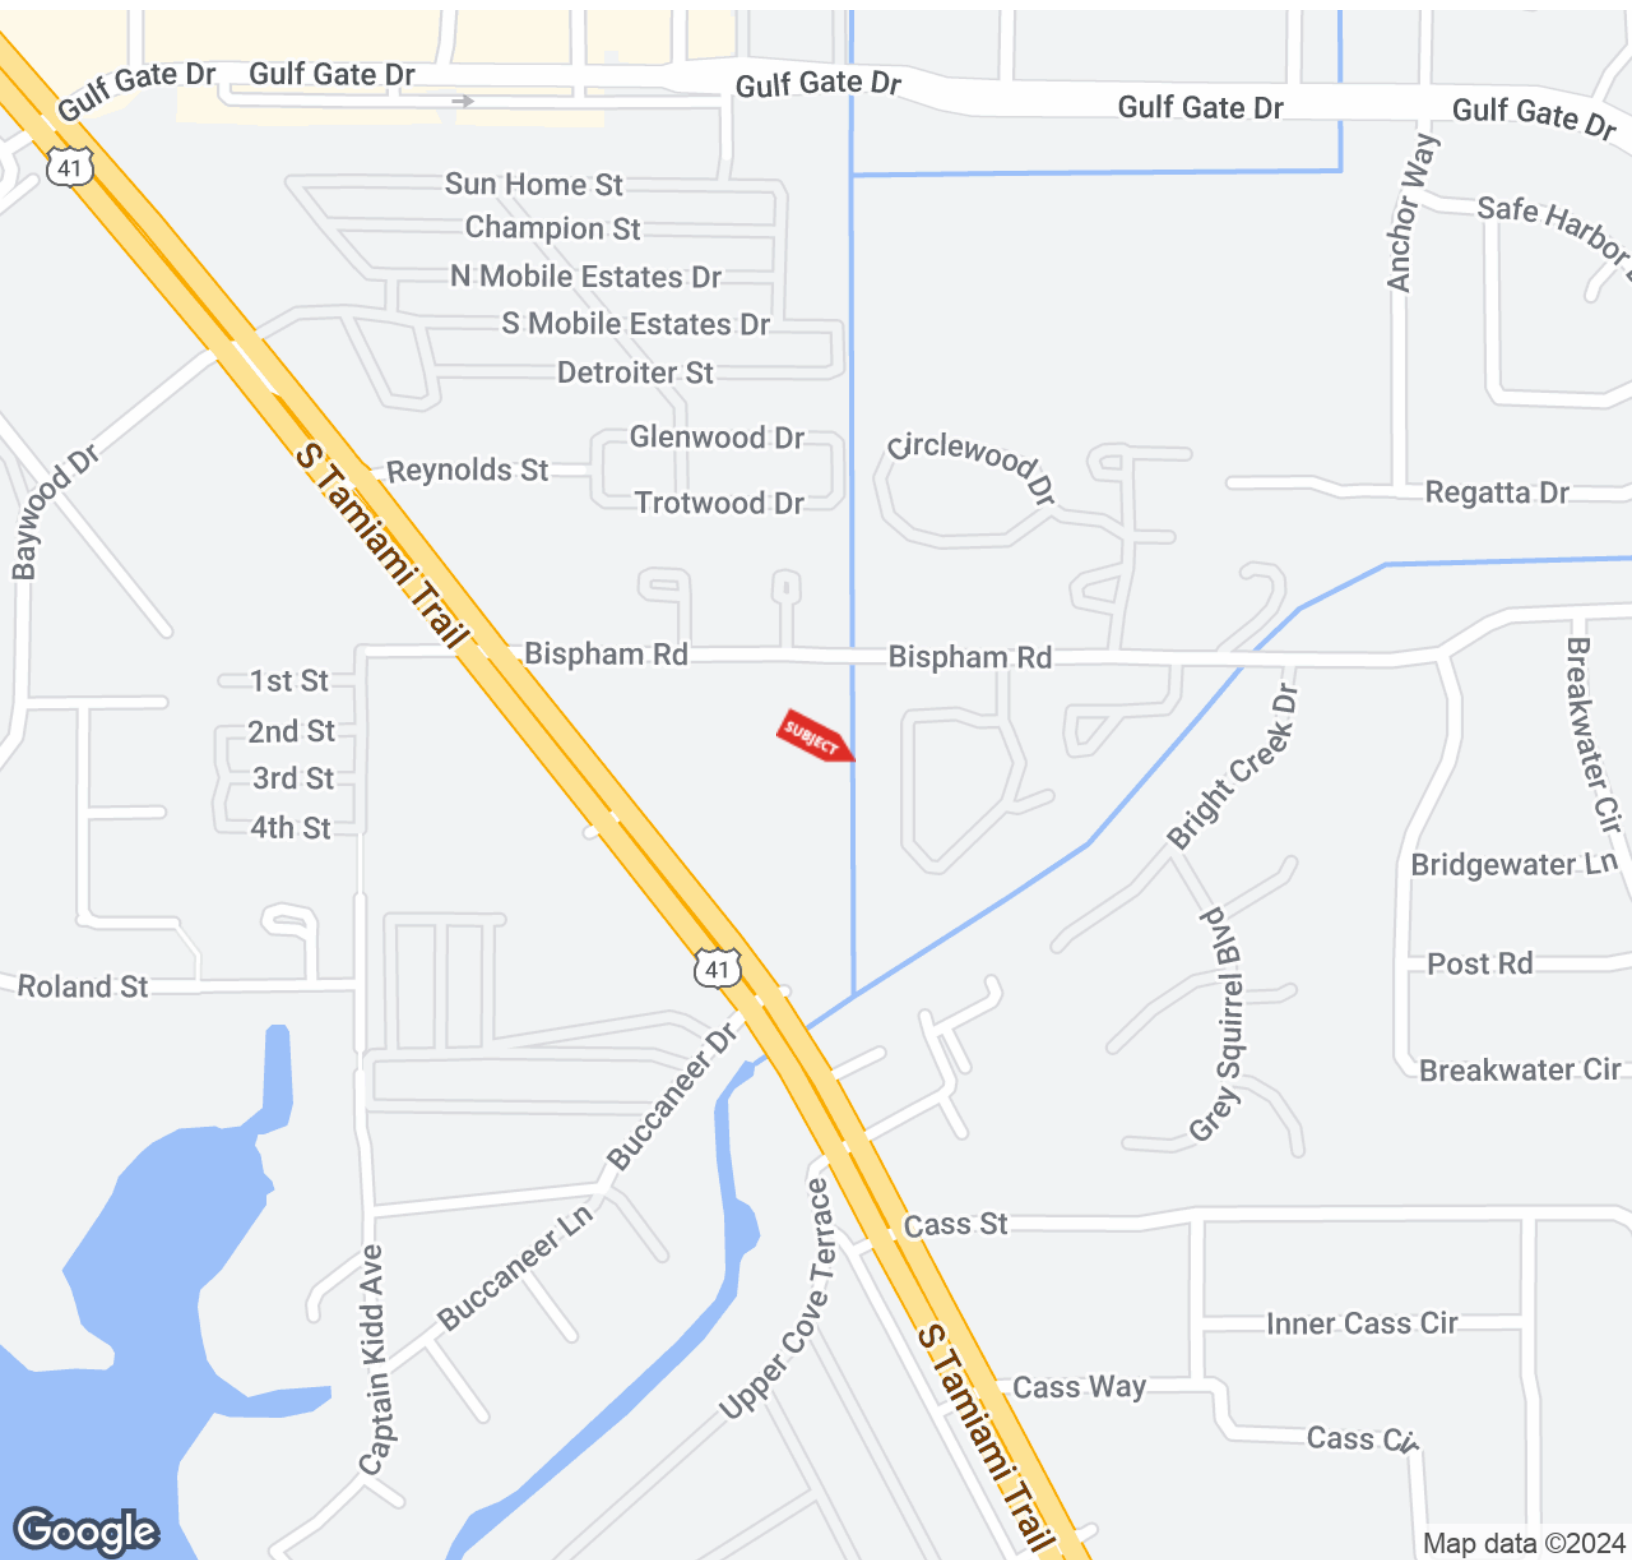 Gulf Gate Dr
Gulf Gate Dr
Gulf Gate Dr
Gulf Gate Dr
Gulf Gate Dr
41
Sun Home St
Champion St
N Mobile Estates Dr
S Mobile Estates Dr
Detroiter St
Anchor Way
Safe Harbor
Glenwood Dr
Circlewood Dr
Reynolds St
Trotwood Dr
Regatta Dr
Baywood Dr
S Tamiami Trail
Bispham Rd
Bispham Rd
1st St
2nd St
3rd St
4th St
SUBJECT
Bright Creek Dr
Breakwater Cir
Bridgewater Ln
Grey Squirrel Blvd
Post Rd
41
Roland St
Buccaneer Dr
Breakwater Cir
Buccaneer Ln
Captain Kidd Ave
Upper Cove Terrace
Cass St
Inner Cass Cir
S Tamiami Trail
Cass Way
Cass Cir
Google
Map data ©2024